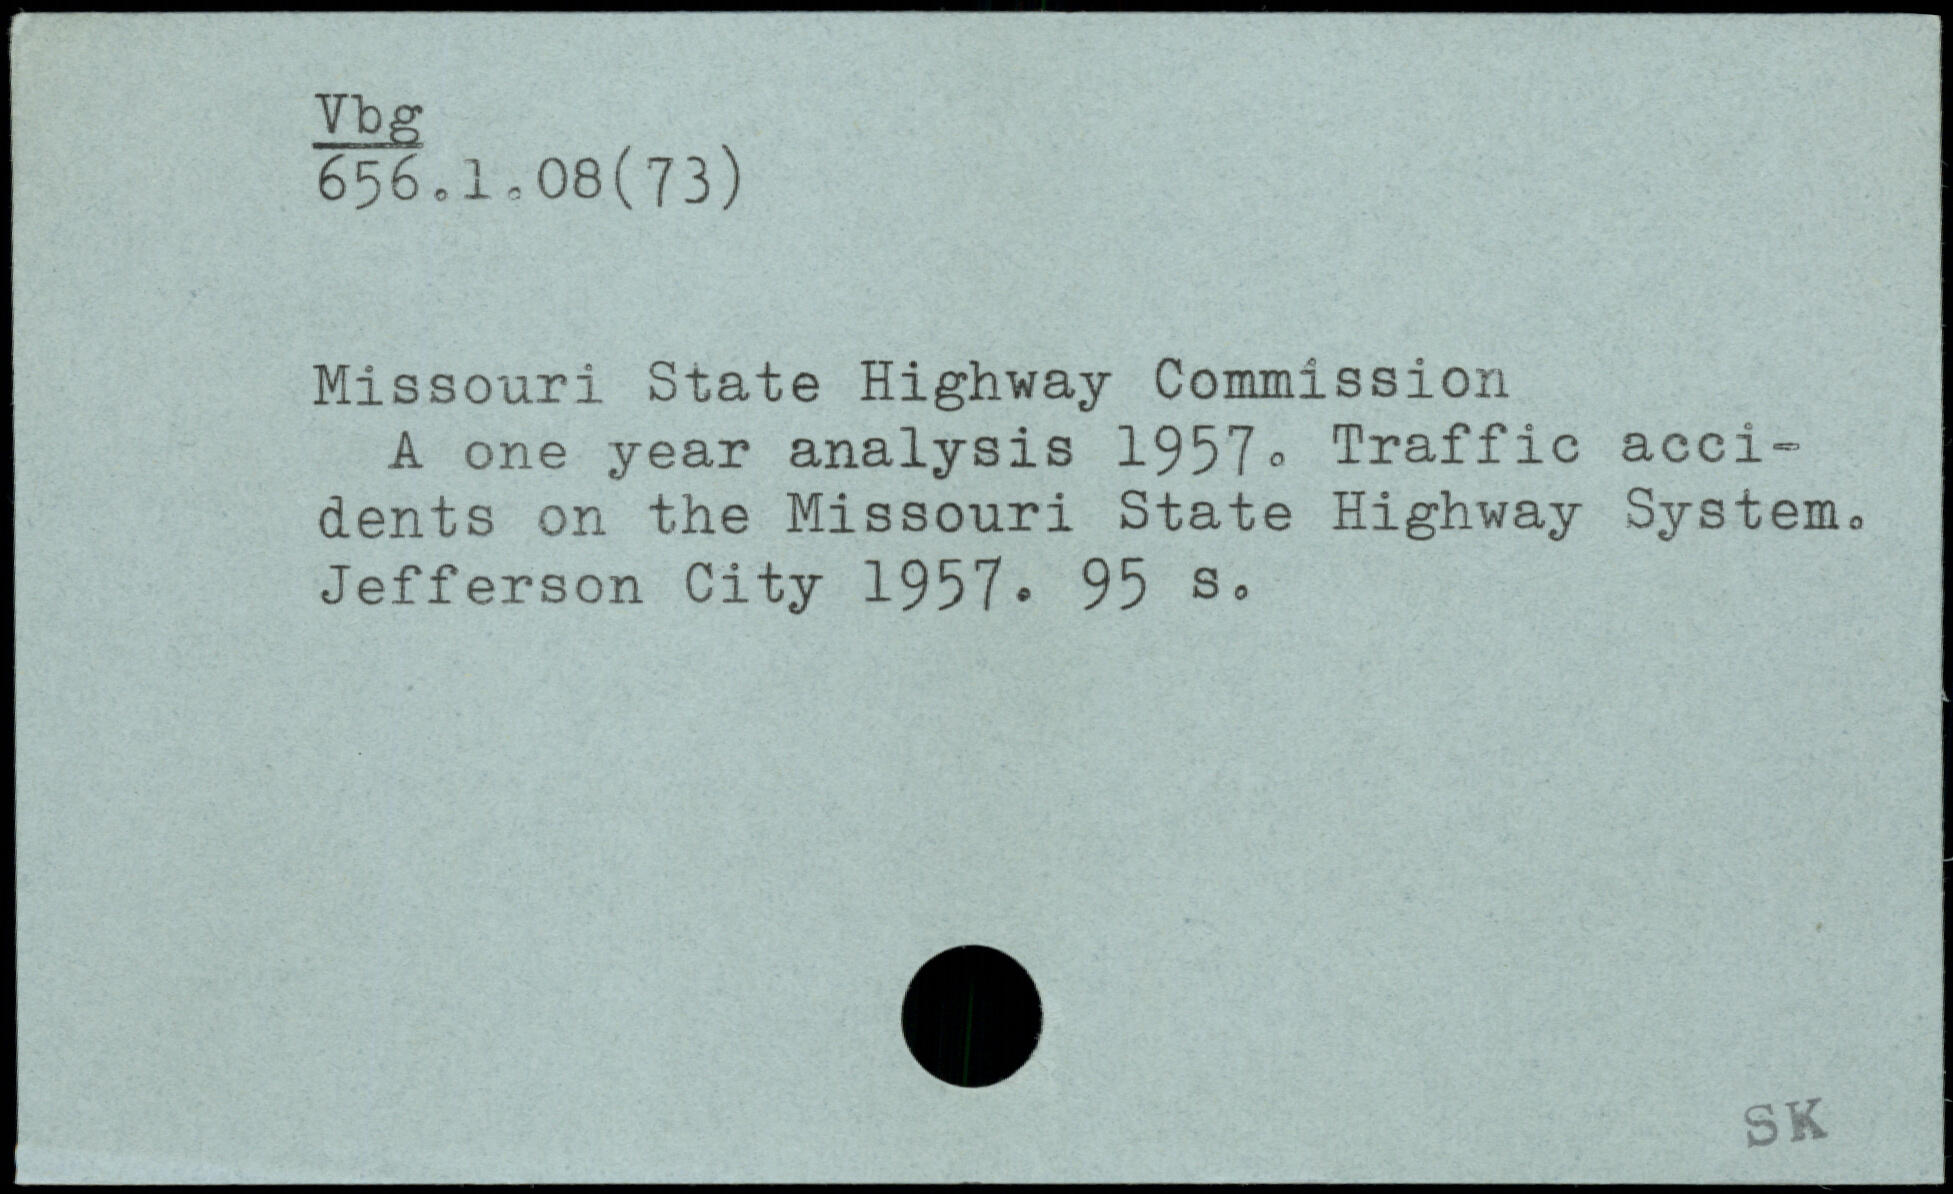 Vbg
656.1.08(73)
Missouri State Highway Commission
A one year analysis 1957. Traffic acci-
dents on the Missouri State Highway System.
Jefferson City 1957. 95 s.
SK